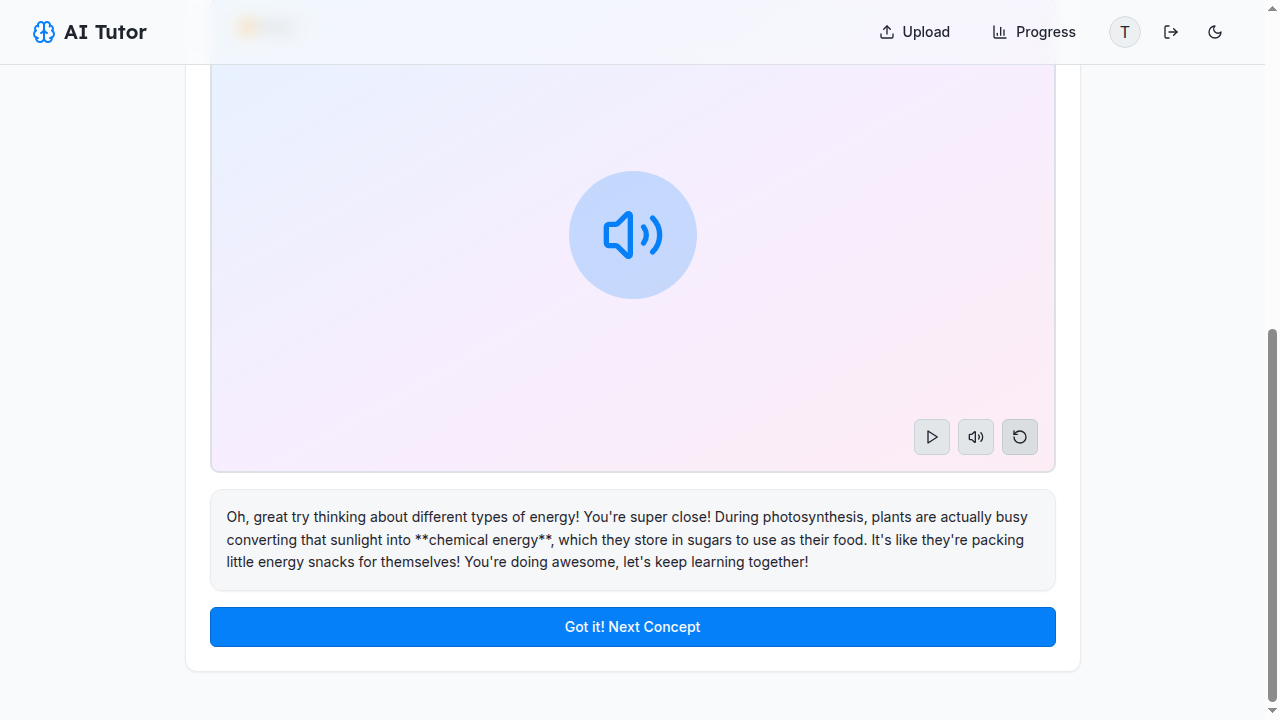 AI Tutor
Upload
Progress
T
Oh, great try thinking about different types of energy! You're super close! During photosynthesis, plants are actually busy
converting that sunlight into **chemical energy**, which they store in sugars to use as their food. It's like they're packing
little energy snacks for themselves! You're doing awesome, let's keep learning together!
Got it! Next Concept